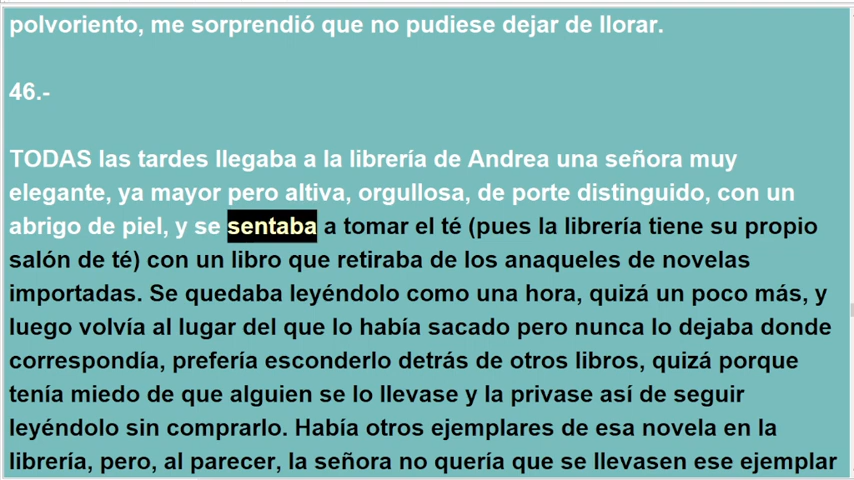 polvoriento, me sorprendió que no pudiese dejar de llorar.
46.-
TODAS las tardes llegaba a la librería de Andrea una señora muy
elegante, ya mayor pero altiva, orgullosa, de porte distinguido, con un
abrigo de piel, y se sentaba a tomar el té (pues la librería tiene su propio
salón de té) con un libro que retiraba de los anaqueles de novelas
importadas. Se quedaba leyéndolo como una hora, quizá un poco más, y
luego volvía al lugar del que lo había sacado pero nunca lo dejaba donde
correspondía, prefería esconderlo detrás de otros libros, quizá porque
tenía miedo de que alguien se lo llevase y la privase así de seguir
leyéndolo sin comprarlo. Había otros ejemplares de esa novela en la
librería, pero, al parecer, la señora no quería que se llevasen ese ejemplar